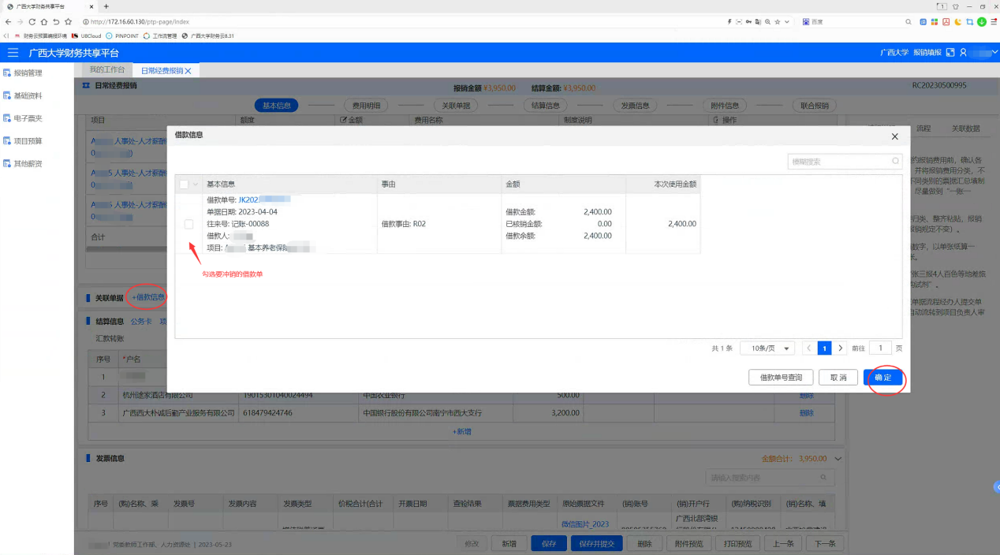 广西大学财务共享平台
http://172.16.60.130/ptp-page/index
百度
财务云预算编报环境 UBCloud PINPOINT 工作流管理 广西大学财务云8.31
广西大学财务共享平台
广西大学 报销填报
报销管理
基础资料
电子票夹
项目预算
其他薪资
我的工作台 日常经费报销
日常经费报销 报销金额 ¥3,950.00 结算金额: ¥3,950.00 RC20230500995
基本信息 费用明细 关联单据 结算信息 发票信息 附件信息 联合报销
项目 额度 金额 费用名称 制度说明 操作
流程 关联数据
人事处-人才薪酬
人事处-人才薪酬
人事处-人才薪酬
合计
借款信息
模糊搜索
基本信息 事由 金额 本次使用金额
借款单号: JK202
单据日期: 2023-04-04
往来号: 记账-00088
借款人:
项目: 基本养老保险
借款事由: R02
借款金额: 2,400.00
已核销金额: 0.00
借款余额: 2,400.00
2,400.00
勾选要冲销的借款单
共 1 条 10条/页 1 前往 1 页
借款单号查询 取 消 确 定
的报销费用前，确认各
并将报销费用分类，不
不同类别的票据汇总填制
尽量做到“一张一
归类、整齐粘贴，报销
数字，以单张纸算一
张三报4人百色等地差旅
单据流程经办人提交单
自动流转到项目负责人审
关联单据 +借款信息
结算信息 公务卡
汇款转账
序号 *户名
1
2 杭州途家酒店有限公司 19015301040024494 中国农业银行 500.00 删除
3 广西西大朴诚后勤产业服务有限公司 618479424746 中国银行股份有限公司南宁市西大支行 3,200.00 删除
+新增
发票信息 金额合计: 3,950.00
请输入搜索内容
序号 (购)名称、乘 发票号 发票内容 发票类型 价税合计(合计 开票日期 查验结果 票据费用类型 原始票据文件 (销)账号 (销)开户行 (购)纳税识别 (销)名称、填
微信图片_2023 广西北部湾银
党委教师工作部、人力资源处 | 2023-05-23
修改 新增 保存 保存并提交 删除 附件预览 打印预览 上一条 下一条